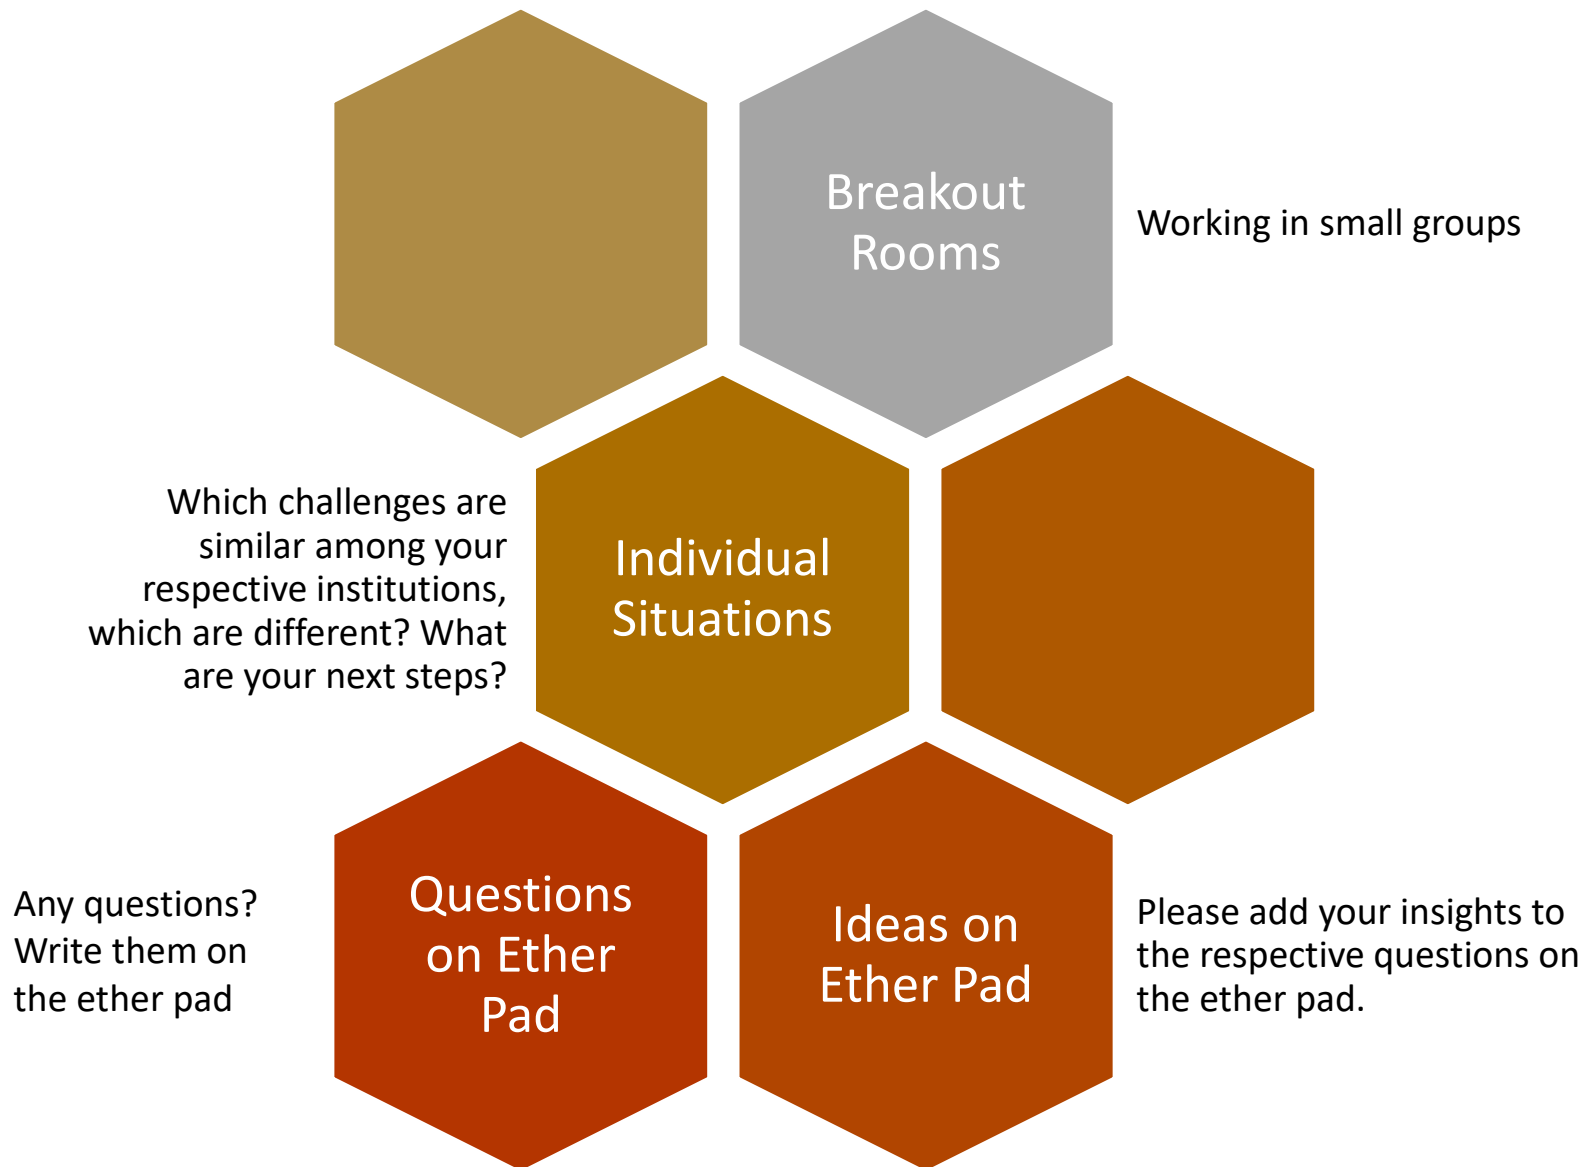 Breakout
Rooms
Working in small groups
Which challenges are
similar among your
respective institutions,
which are different? What
are your next steps?
Individual
Situations
Any questions?
Write them on
the ether pad
Questions
on Ether
Pad
Ideas on
Ether Pad
Please add your insights to
the respective questions on
the ether pad.